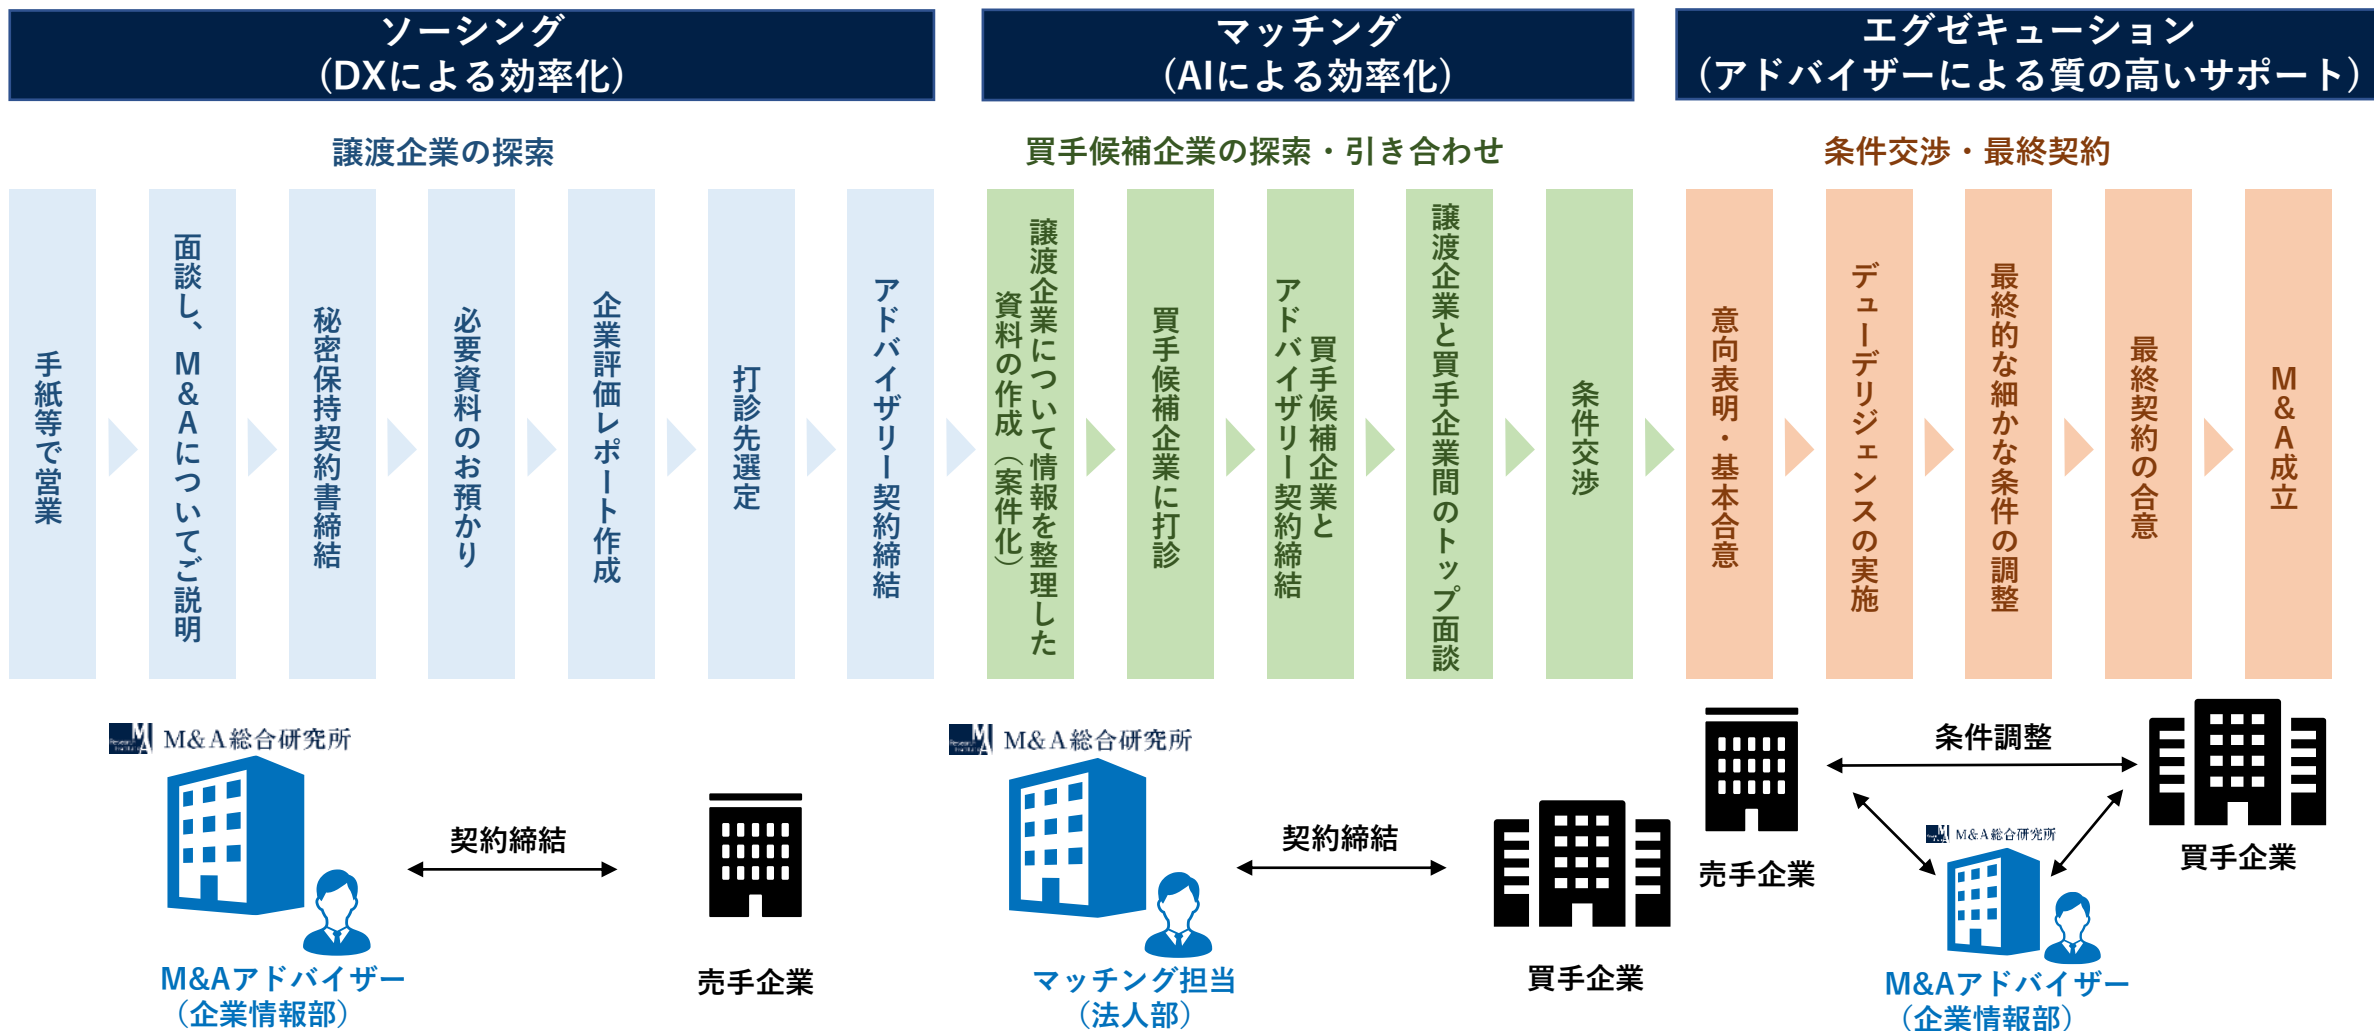 ソーシング
（DXによる効率化）
マッチング
（AIによる効率化）
エグゼキューション
（アドバイザーによる質の高いサポート）
譲渡企業の探索
買手候補企業の探索・引き合わせ
条件交渉・最終契約
手紙等で営業
面談し、M&Aについてご説明
秘密保持契約書締結
必要資料のお預かり
企業評価レポート作成
打診先選定
アドバイザリー契約締結
譲渡企業について情報を整理した
資料の作成（案件化）
買手候補企業に打診
買手候補企業と
アドバイザリー契約締結
譲渡企業と買手企業間のトップ面談
条件交渉
意向表明・基本合意
デューデリジェンスの実施
最終的な細かな条件の調整
最終契約の合意
M&A成立
M&A総合研究所
契約締結
M&Aアドバイザー
（企業情報部）
売手企業
M&A総合研究所
契約締結
マッチング担当
（法人部）
買手企業
条件調整
売手企業
買手企業
M&A総合研究所
M&Aアドバイザー
（企業情報部）